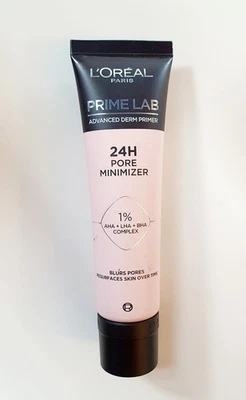 L'ORÉAL
PARIS
PRIME LAB
ADVANCED DERM PRIMER
24H
PORE
MINIMIZER
1%
AHA + LHA + BHA
COMPLEX
BLURS PORES
RESURFACES SKIN OVER TIME